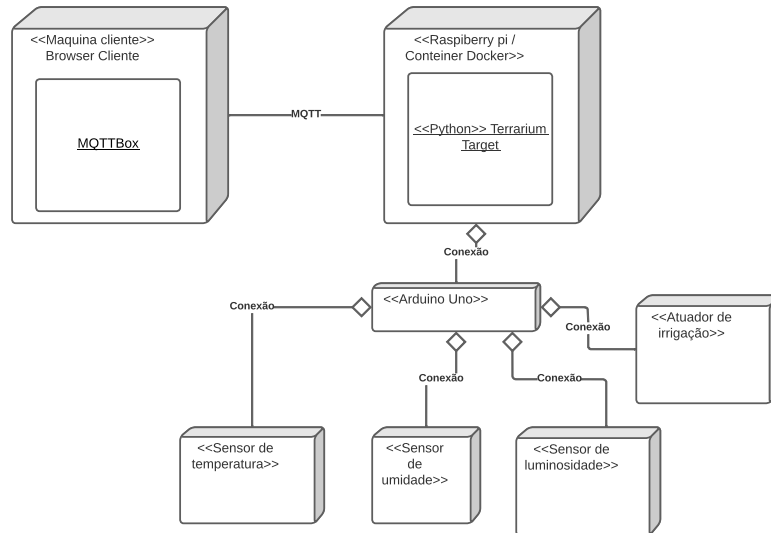 <<Maquina cliente>>
Browser Cliente
MQTTBox
MQTT
<<Raspiberry pi /
Conteiner Docker>>
<<Python>> Terrarium
Target
Conexão
<<Arduino Uno>>
Conexão
Conexão
Conexão
Conexão
<<Atuador de
irrigação>>
<<Sensor de
temperatura>>
<<Sensor
de
umidade>>
<<Sensor de
luminosidade>>